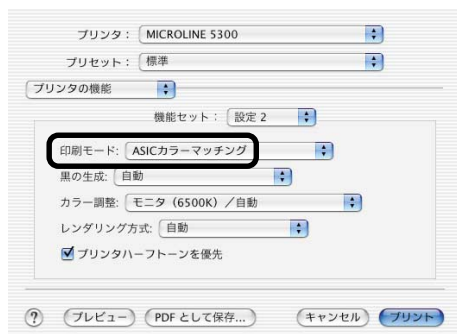 プリンタ： MICROLINE 5300
プリセット： 標準
プリンタの機能
機能セット： 設定 2
印刷モード: ASICカラーマッチング
黒の生成: 自動
カラー調整: モニタ（6500K）／自動
レンダリング方式: 自動
プリンタハーフトーンを優先
? プレビュー PDF として保存... キャンセル プリント